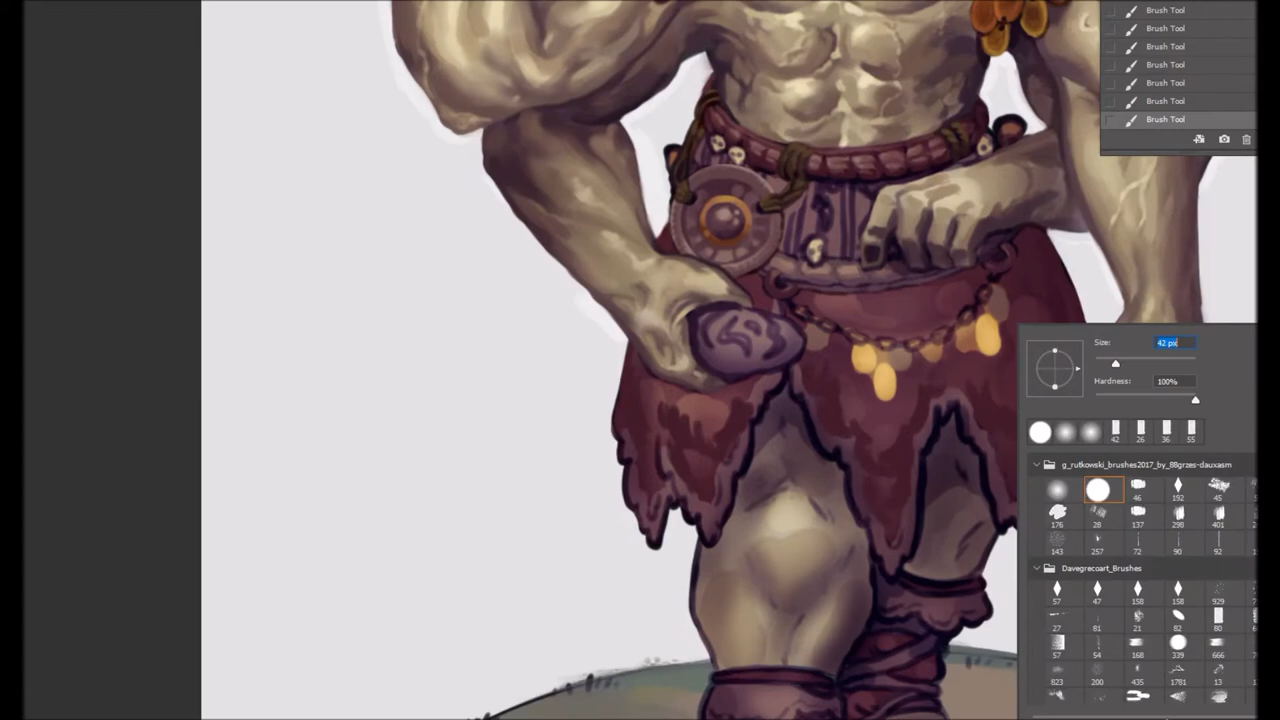 Brush Tool
Brush Tool
Brush Tool
Brush Tool
Brush Tool
Brush Tool
Brush Tool
Size: 42 px
Hardness: 100%
42 26 36 55
g_rutkowski_brushes2017_by_88grzes-dauxasm
46 192 45
176 28 137 298 401
143 257 72 90 92
Davegrecoart_Brushes
57 47 158 158 929
27 81 21 82 80
57 54 168 339 666
823 200 435 1781 13